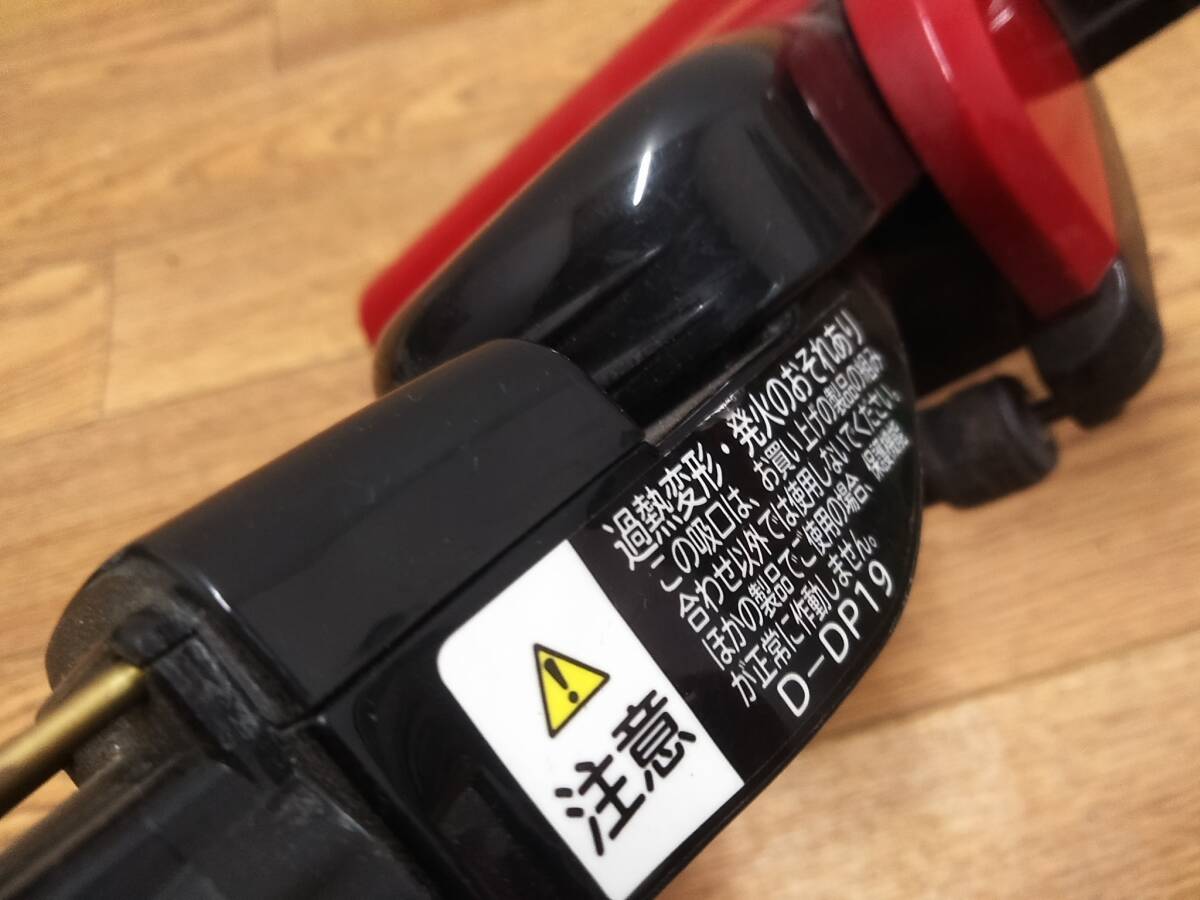 注意
過熱変形・発火のおそれあり
この吸口は、お買い上げの製品の組み
合わせ以外では使用しないでください。
ほかの製品でご使用の場合、保護機能
が正常に作動しません。
D-DP19